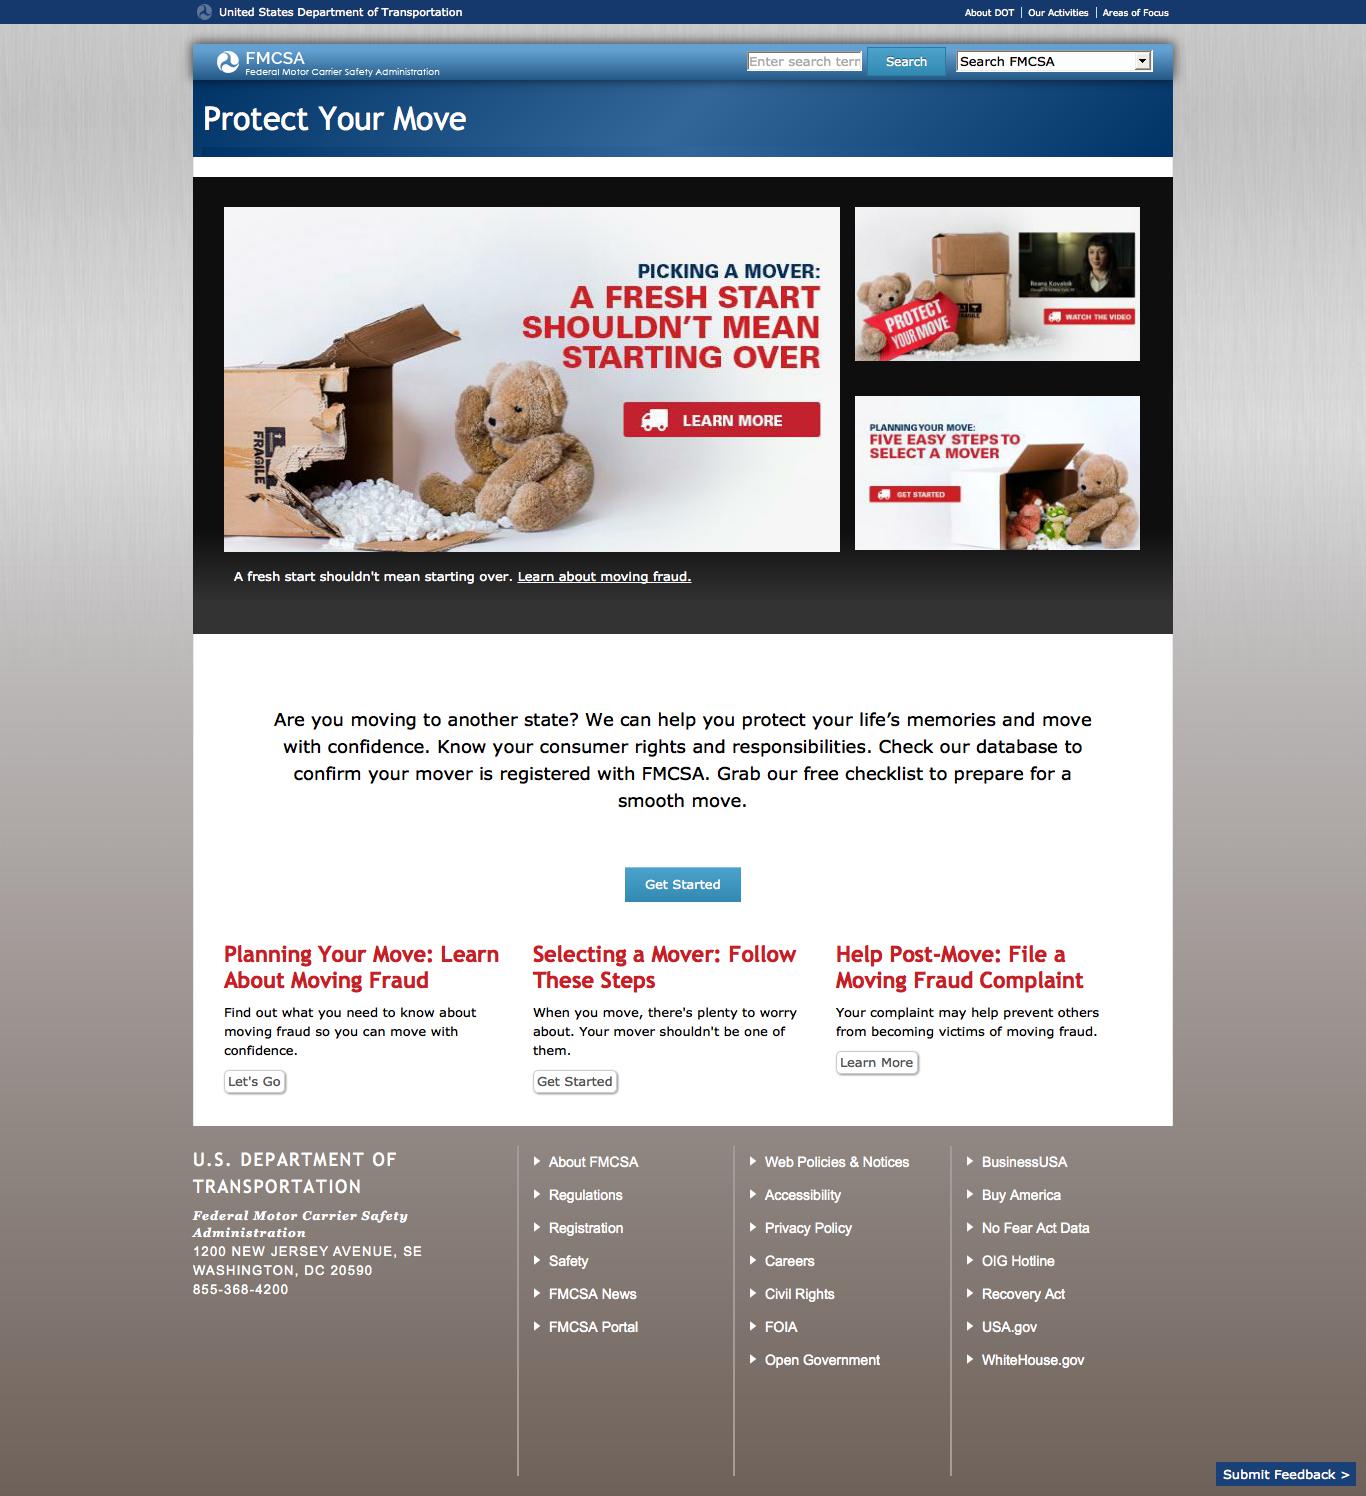 United States Department of Transportation
About DOT | Our Activities | Areas of Focus
FMCSA
Federal Motor Carrier Safety Administration
Enter search terr
Search
Search FMCSA
Protect Your Move
PICKING A MOVER:
A FRESH START
SHOULDN'T MEAN
STARTING OVER
LEARN MORE
FRAGILE
A fresh start shouldn't mean starting over. Learn about moving fraud.
PROTECT
YOUR MOVE
FRAGILE
Reana Kovalcik
WATCH THE VIDEO
PLANNING YOUR MOVE:
FIVE EASY STEPS TO
SELECT A MOVER
GET STARTED
Are you moving to another state? We can help you protect your life’s memories and move
with confidence. Know your consumer rights and responsibilities. Check our database to
confirm your mover is registered with FMCSA. Grab our free checklist to prepare for a
smooth move.
Get Started
Planning Your Move: Learn
About Moving Fraud
Find out what you need to know about
moving fraud so you can move with
confidence.
Let's Go
Selecting a Mover: Follow
These Steps
When you move, there's plenty to worry
about. Your mover shouldn't be one of
them.
Get Started
Help Post-Move: File a
Moving Fraud Complaint
Your complaint may help prevent others
from becoming victims of moving fraud.
Learn More
U.S. DEPARTMENT OF
TRANSPORTATION
Federal Motor Carrier Safety
Administration
1200 NEW JERSEY AVENUE, SE
WASHINGTON, DC 20590
855-368-4200
About FMCSA
Regulations
Registration
Safety
FMCSA News
FMCSA Portal
Web Policies & Notices
Accessibility
Privacy Policy
Careers
Civil Rights
FOIA
Open Government
BusinessUSA
Buy America
No Fear Act Data
OIG Hotline
Recovery Act
USA.gov
WhiteHouse.gov
Submit Feedback >